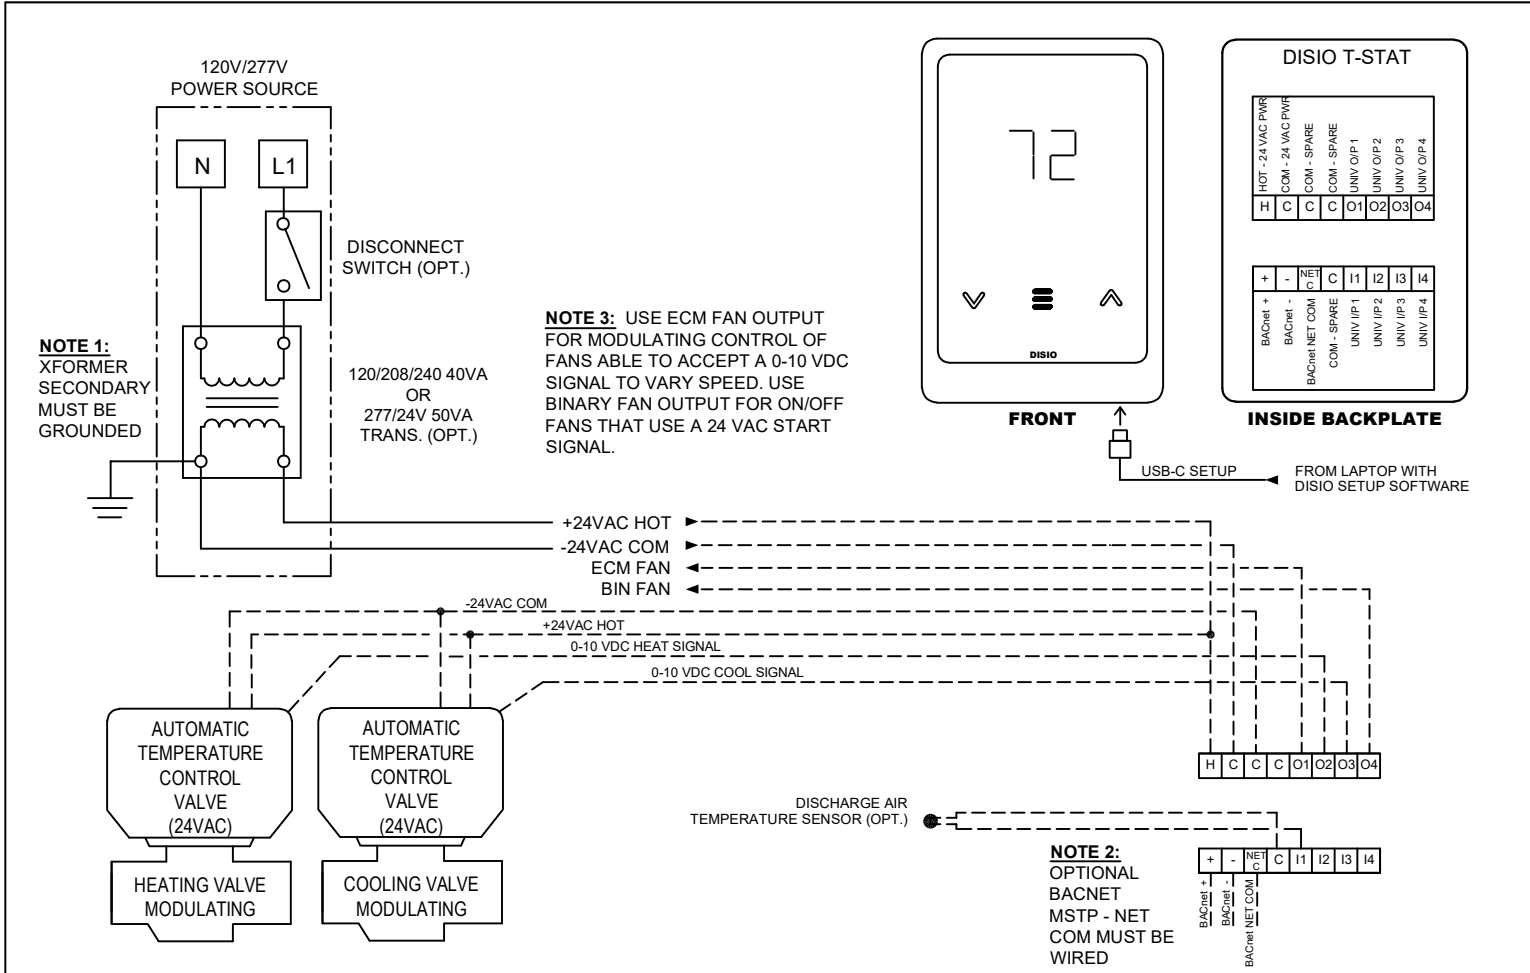 120V/277V
POWER SOURCE
N
L1
DISCONNECT
SWITCH (OPT.)
NOTE 1:
XFORMER
SECONDARY
MUST BE
GROUNDED
120/208/240 40VA
OR
277/24V 50VA
TRANS. (OPT.)
NOTE 3: USE ECM FAN OUTPUT
FOR MODULATING CONTROL OF
FANS ABLE TO ACCEPT A 0-10 VDC
SIGNAL TO VARY SPEED. USE
BINARY FAN OUTPUT FOR ON/OFF
FANS THAT USE A 24 VAC START
SIGNAL.
72
DISIO
FRONT
DISIO T-STAT
HOT - 24 VAC PWR
COM - 24 VAC PWR
COM - SPARE
COM - SPARE
UNIV O/P 1
UNIV O/P 2
UNIV O/P 3
UNIV O/P 4
H C C C O1 O2 O3 O4
+ - NET C C I1 I2 I3 I4
BACnet +
BACnet -
BACnet NET COM
COM - SPARE
UNIV I/P 1
UNIV I/P 2
UNIV I/P 3
UNIV I/P 4
INSIDE BACKPLATE
USB-C SETUP
FROM LAPTOP WITH
DISIO SETUP SOFTWARE
+24VAC HOT
-24VAC COM
ECM FAN
BIN FAN
-24VAC COM
+24VAC HOT
0-10 VDC HEAT SIGNAL
0-10 VDC COOL SIGNAL
AUTOMATIC
TEMPERATURE
CONTROL
VALVE
(24VAC)
HEATING VALVE
MODULATING
AUTOMATIC
TEMPERATURE
CONTROL
VALVE
(24VAC)
COOLING VALVE
MODULATING
H C C C O1 O2 O3 O4
DISCHARGE AIR
TEMPERATURE SENSOR (OPT.)
NOTE 2:
OPTIONAL
BACNET
MSTP - NET
COM MUST BE
WIRED
+ - NET C C I1 I2 I3 I4
BACnet +
BACnet -
BACnet NET COM